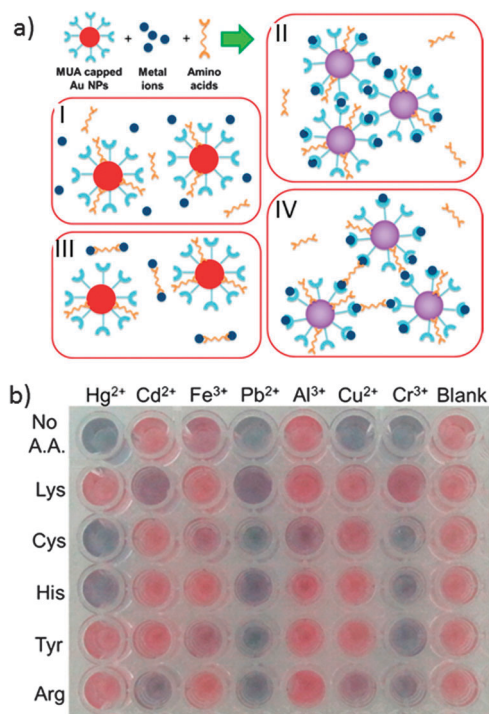 a)
MUA capped
Au NPs
+
Metal
ions
+
Amino
acids
I
II
III
IV
b)
Hg2+ Cd2+ Fe3+ Pb2+ Al3+ Cu2+ Cr3+ Blank
No
A.A.
Lys
Cys
His
Tyr
Arg